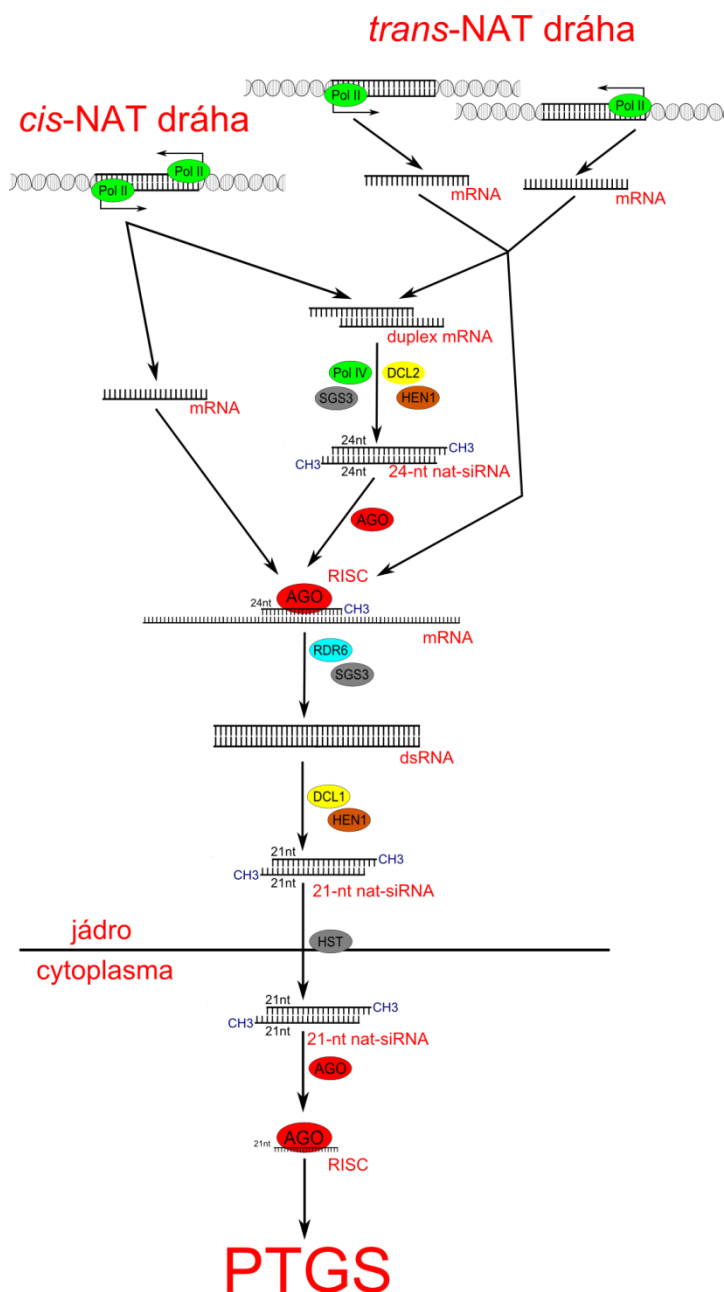 trans-NAT dráha
cis-NAT dráha
Pol II
Pol II
Pol II
Pol II
mRNA
mRNA
duplex mRNA
mRNA
Pol IV
DCL2
SGS3
HEN1
24nt
CH3
CH3
24nt
24-nt nat-siRNA
AGO
RISC
AGO
24nt
CH3
mRNA
RDR6
SGS3
dsRNA
DCL1
HEN1
21nt
CH3
CH3
21nt
21-nt nat-siRNA
jádro
HST
cytoplasma
21nt
CH3
CH3
21nt
21-nt nat-siRNA
AGO
AGO
21nt
RISC
PTGS